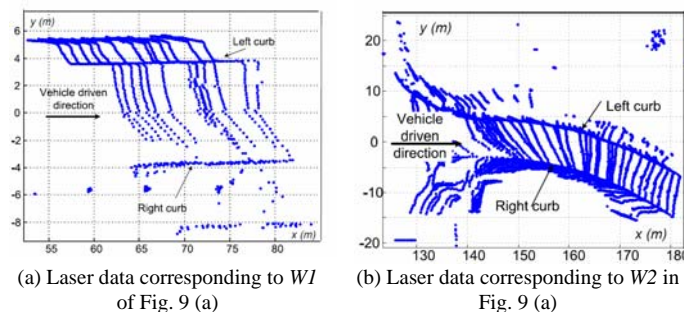 y (m)
6
4
2
0
-2
-4
-6
-8
Left curb
Vehicle driven
direction
Right curb
x (m)
55 60 65 70 75 80
(a) Laser data corresponding to W1
of Fig. 9 (a)
y (m)
20
10
0
-10
-20
Left curb
Vehicle
driven
direction
Right curb
x (m)
130 140 150 160 170 180
(b) Laser data corresponding to W2 in
Fig. 9 (a)